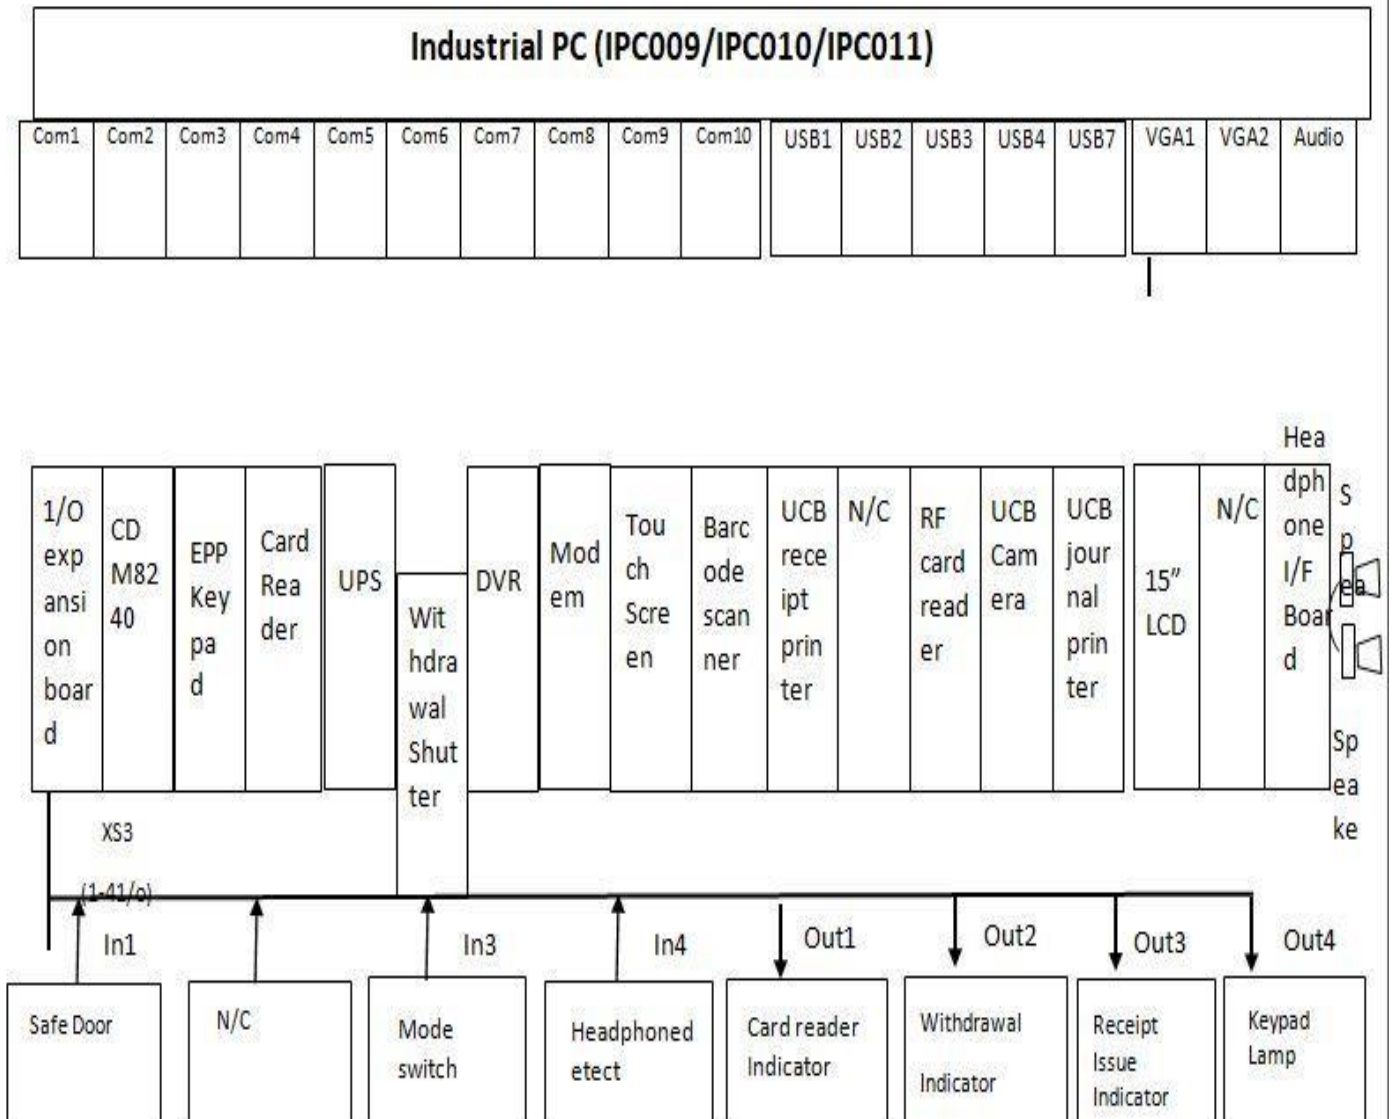 Industrial PC (IPC009/IPC010/IPC011)
Com1 Com2 Com3 Com4 Com5 Com6 Com7 Com8 Com9 Com10 USB1 USB2 USB3 USB4 USB7 VGA1 VGA2 Audio
1/O
exp
ansi
on
boar
d
CD
M82
40
EPP
Key
pa
d
Card
Rea
der
UPS
Wit
hdra
wal
Shut
ter
DVR
Mod
em
Tou
ch
Scre
en
Barc
ode
scan
ner
UCB
rece
ipt
prin
ter
N/C
RF
card
read
er
UCB
Cam
era
UCB
jour
nal
prin
ter
15"
LCD
N/C
Hea
dph
one
I/F
Boar
d
S
p
ea
Sp
ea
ke
XS3
(1-41/o)
In1
In3
In4
Out1
Out2
Out3
Out4
Safe Door
N/C
Mode
switch
Headphoned
etect
Card reader
Indicator
Withdrawal
Indicator
Receipt
Issue
Indicator
Keypad
Lamp